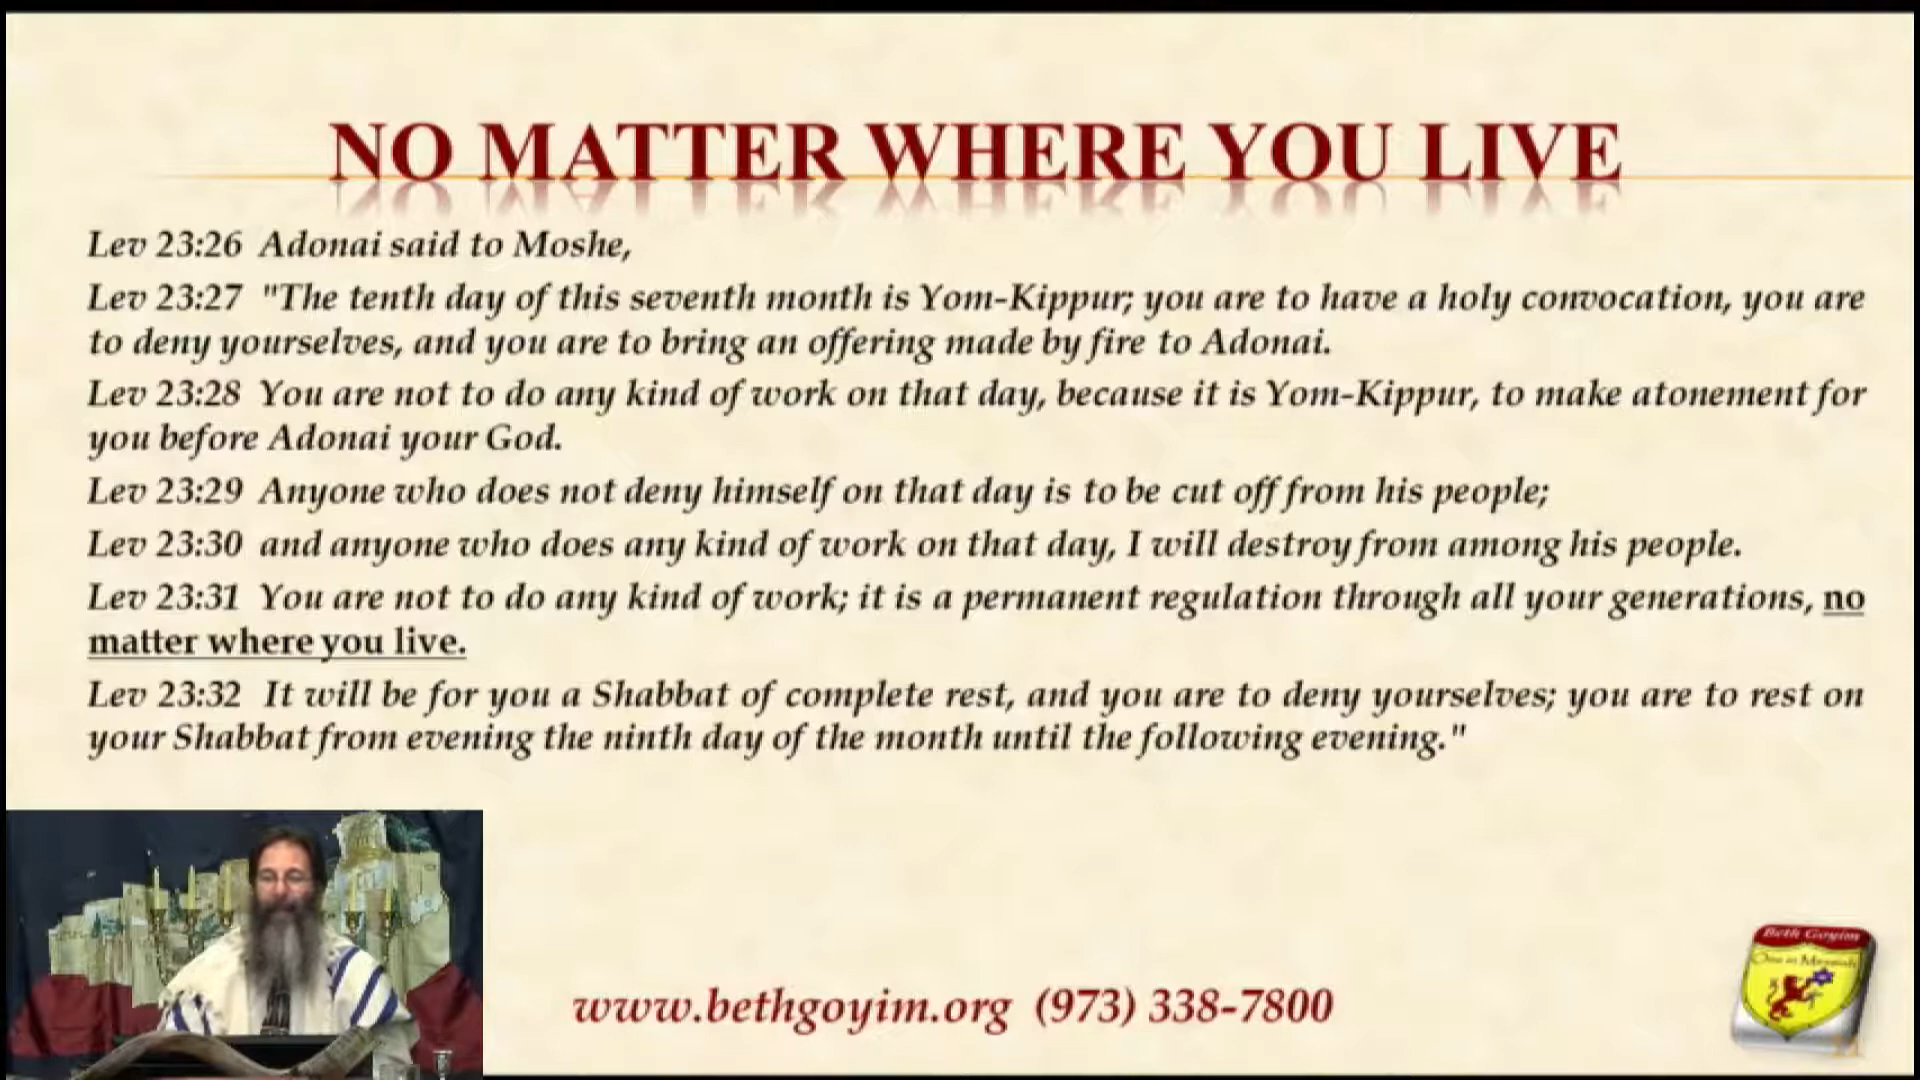 NO MATTER WHERE YOU LIVE
Lev 23:26 Adonai said to Moshe,
Lev 23:27 "The tenth day of this seventh month is Yom-Kippur; you are to have a holy convocation, you are
to deny yourselves, and you are to bring an offering made by fire to Adonai.
Lev 23:28 You are not to do any kind of work on that day, because it is Yom-Kippur, to make atonement for
you before Adonai your God.
Lev 23:29 Anyone who does not deny himself on that day is to be cut off from his people;
Lev 23:30 and anyone who does any kind of work on that day, I will destroy from among his people.
Lev 23:31 You are not to do any kind of work; it is a permanent regulation through all your generations, no
matter where you live.
Lev 23:32 It will be for you a Shabbat of complete rest, and you are to deny yourselves; you are to rest on
your Shabbat from evening the ninth day of the month until the following evening."
Beth Goyim
One in Messiah
www.bethgoyim.org (973) 338-7800